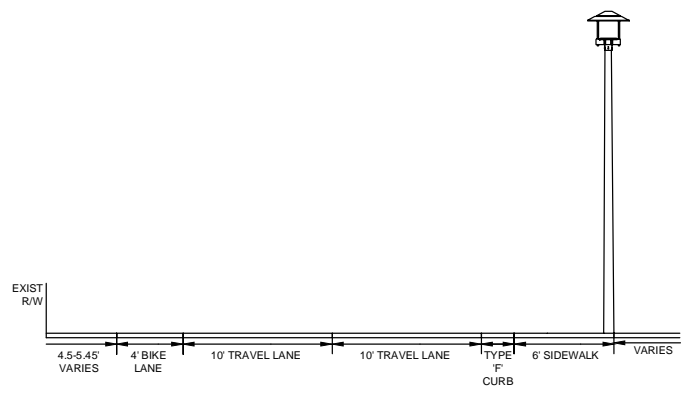 EXIST
R/W
4.5-5.45'
VARIES
4' BIKE
LANE
10' TRAVEL LANE
10' TRAVEL LANE
TYPE
'F'
CURB
6' SIDEWALK
VARIES